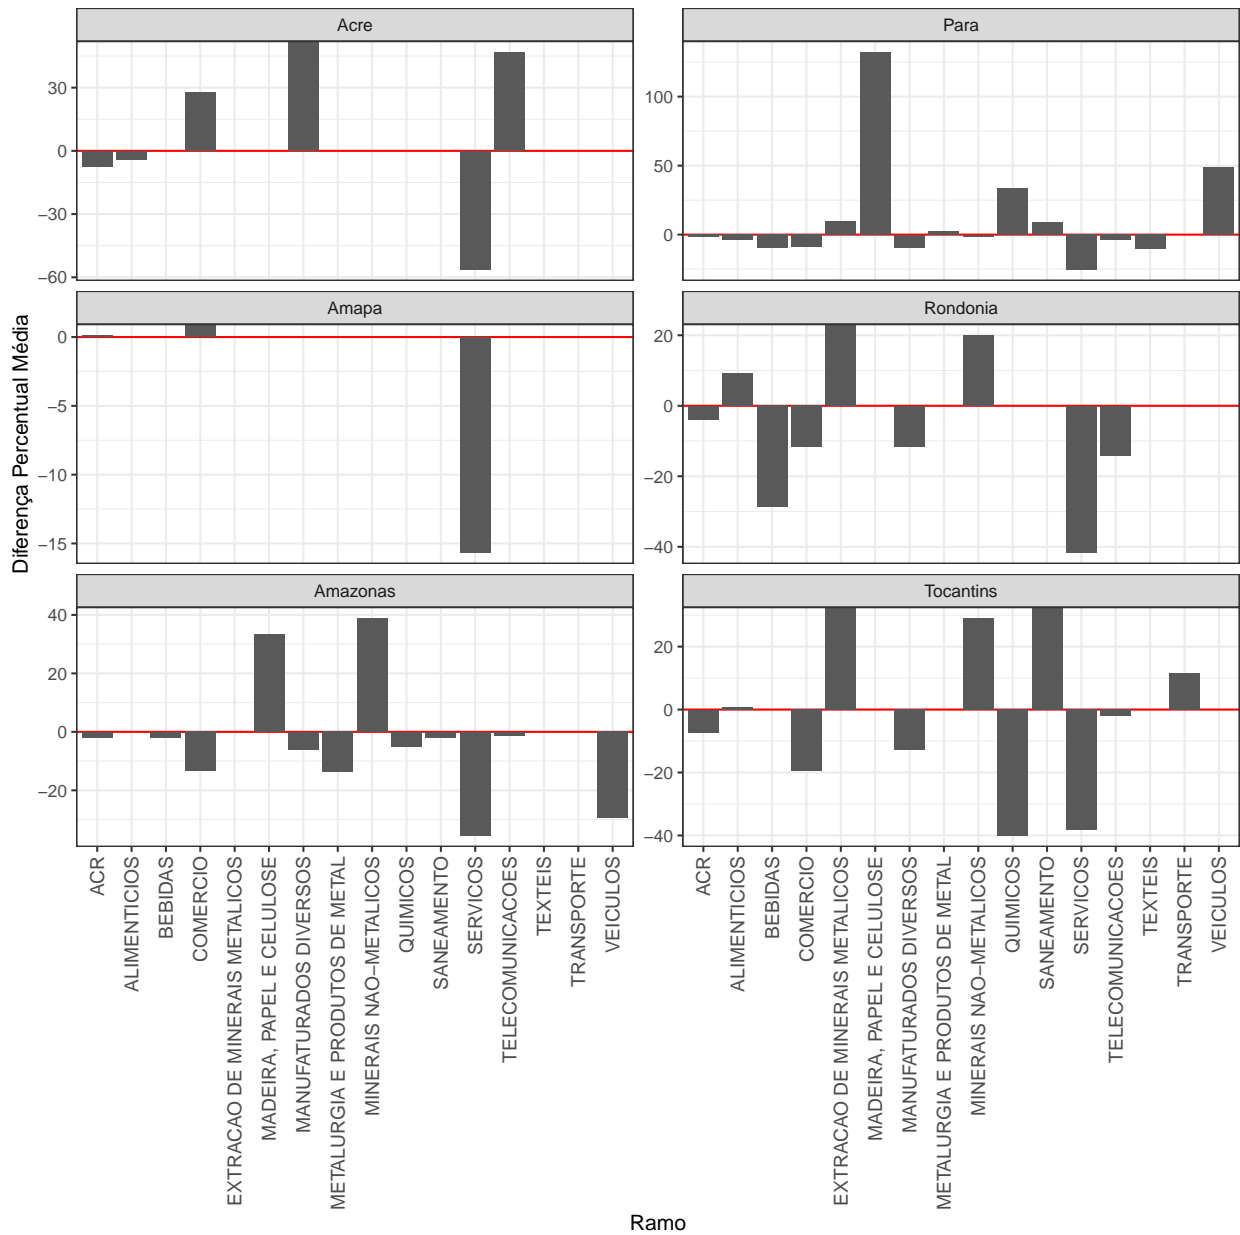 Acre
Para
30
0
−30
−60
100
50
0
Amapa
Rondonia
0
−5
−10
−15
20
0
−20
−40
Diferença Percentual Média
Amazonas
Tocantins
40
20
0
−20
20
0
−20
−40
ACR
ALIMENTICIOS
BEBIDAS
COMERCIO
EXTRACAO DE MINERAIS METALICOS
MADEIRA, PAPEL E CELULOSE
MANUFATURADOS DIVERSOS
METALURGIA E PRODUTOS DE METAL
MINERAIS NAO−METALICOS
QUIMICOS
SANEAMENTO
SERVICOS
TELECOMUNICACOES
TEXTEIS
TRANSPORTE
VEICULOS
ACR
ALIMENTICIOS
BEBIDAS
COMERCIO
EXTRACAO DE MINERAIS METALICOS
MADEIRA, PAPEL E CELULOSE
MANUFATURADOS DIVERSOS
METALURGIA E PRODUTOS DE METAL
MINERAIS NAO−METALICOS
QUIMICOS
SANEAMENTO
SERVICOS
TELECOMUNICACOES
TEXTEIS
TRANSPORTE
VEICULOS
Ramo